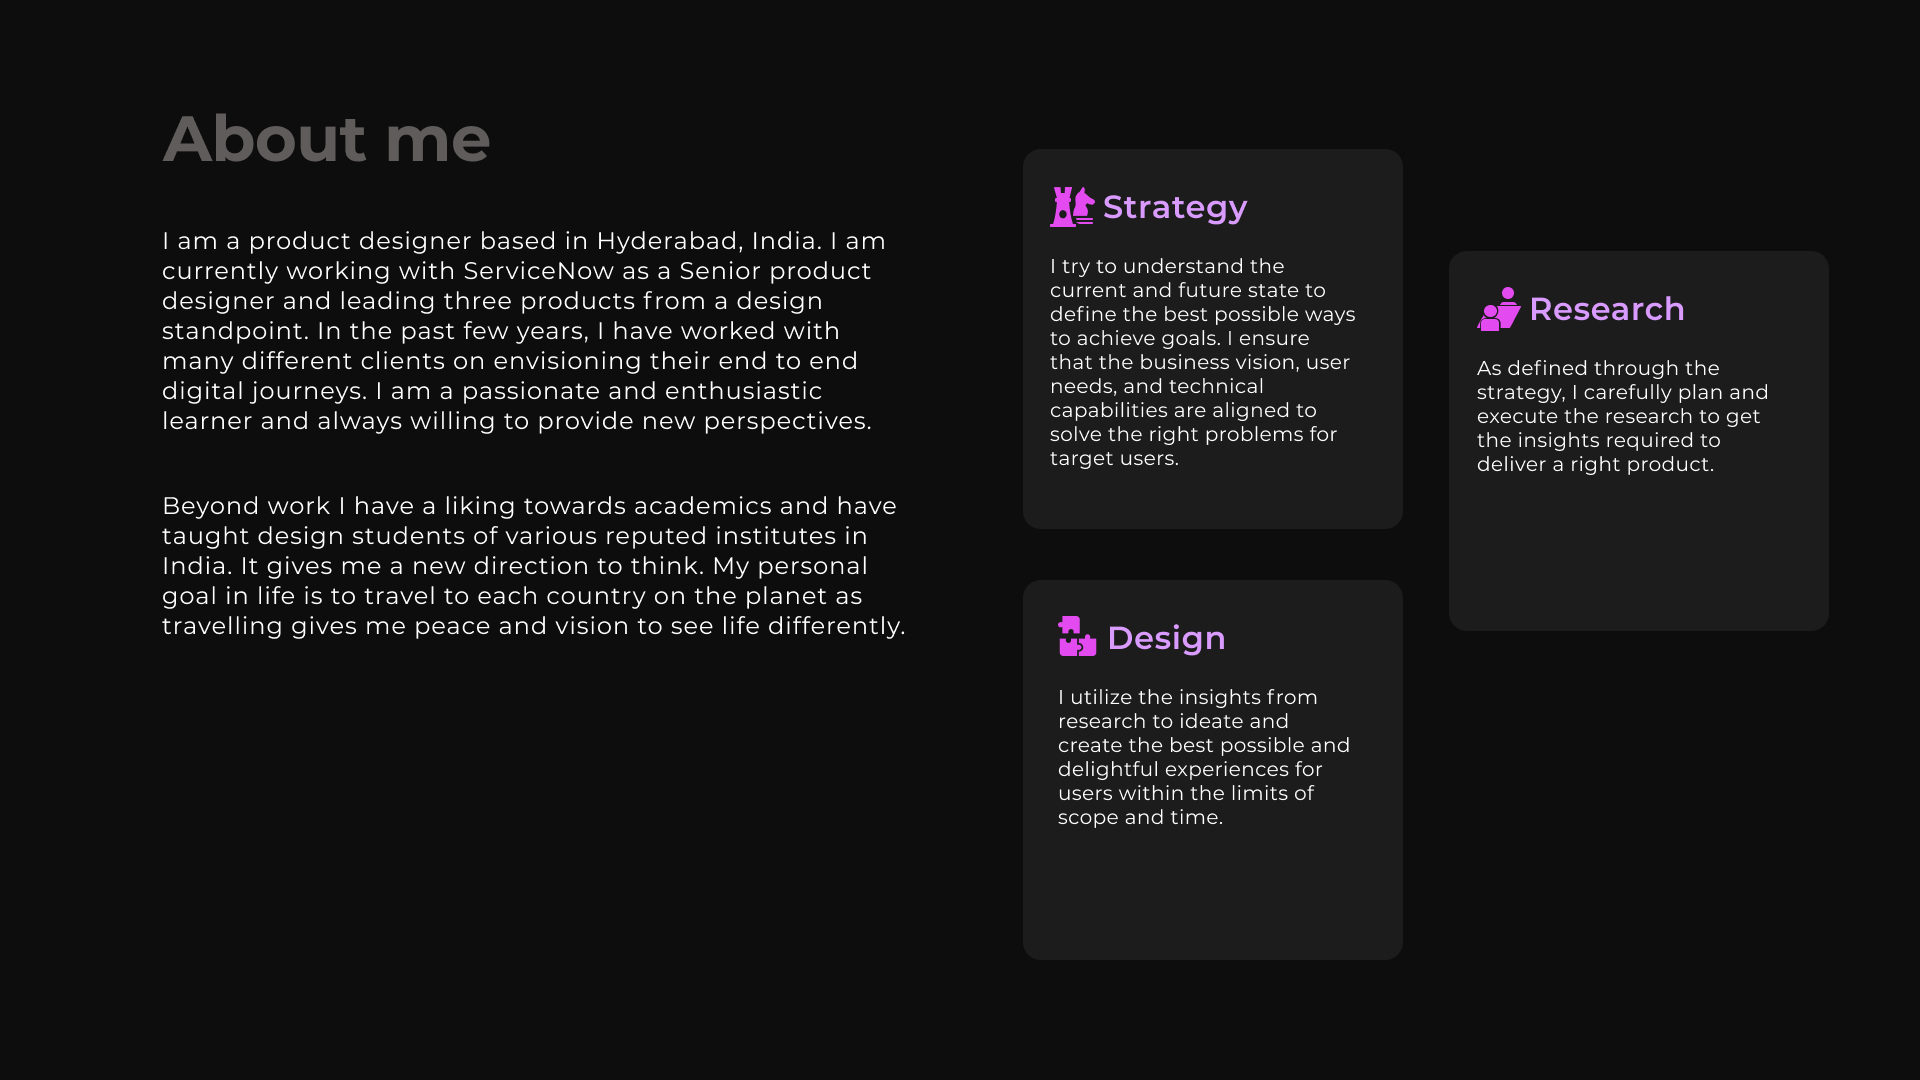 About me
I am a product designer based in Hyderabad, India. I am
currently working with ServiceNow as a Senior product
designer and leading three products from a design
standpoint. In the past few years, I have worked with
many different clients on envisioning their end to end
digital journeys. I am a passionate and enthusiastic
learner and always willing to provide new perspectives.
Beyond work I have a liking towards academics and have
taught design students of various reputed institutes in
India. It gives me a new direction to think. My personal
goal in life is to travel to each country on the planet as
travelling gives me peace and vision to see life differently.
Strategy
I try to understand the
current and future state to
define the best possible ways
to achieve goals. I ensure
that the business vision, user
needs, and technical
capabilities are aligned to
solve the right problems for
target users.
Research
As defined through the
strategy, I carefully plan and
execute the research to get
the insights required to
deliver a right product.
Design
I utilize the insights from
research to ideate and
create the best possible and
delightful experiences for
users within the limits of
scope and time.